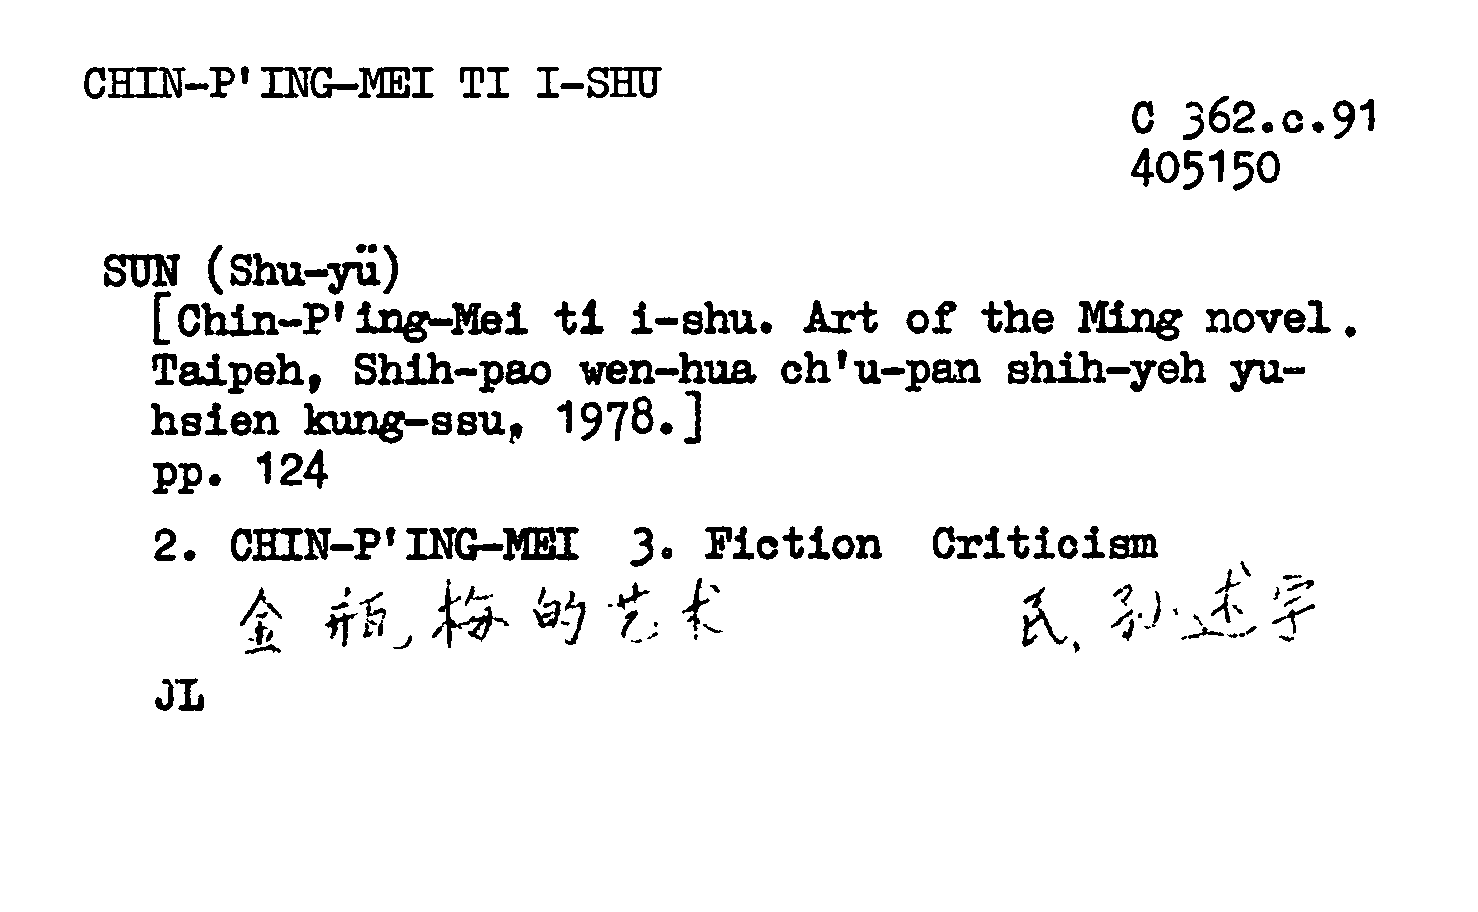 CHIN-P'ING-MEI TI I-SHU
C 362.c.91
405150
SUN (Shu-yü)
[Chin-P'ing-Mei ti i-shu. Art of the Ming novel.
Taipeh, Shih-pao wen-hua ch'u-pan shih-yeh yu-
hsien kung-ssu, 1978.]
pp. 124
2. CHIN-P'ING-MEI 3. Fiction Criticism
金瓶梅的艺术 民、孙述宇
JL